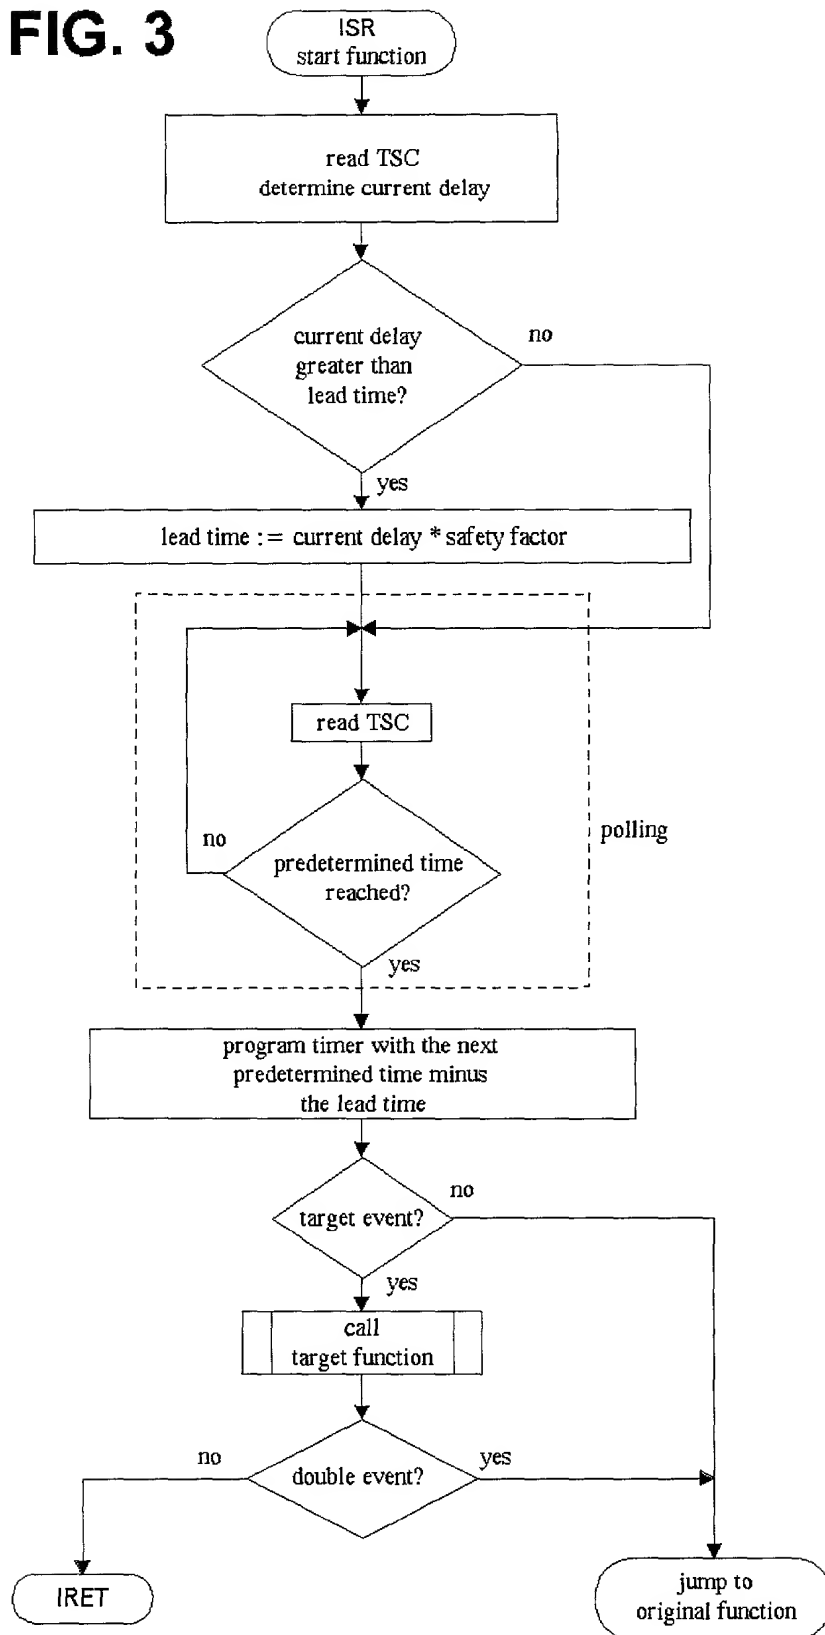 FIG. 3
ISR
start function
read TSC
determine current delay
current delay
greater than
lead time?
no
yes
lead time := current delay * safety factor
read TSC
no
predetermined time
reached?
polling
yes
program timer with the next
predetermined time minus
the lead time
target event?
no
yes
call
target function
no
double event?
yes
IRET
jump to
original function